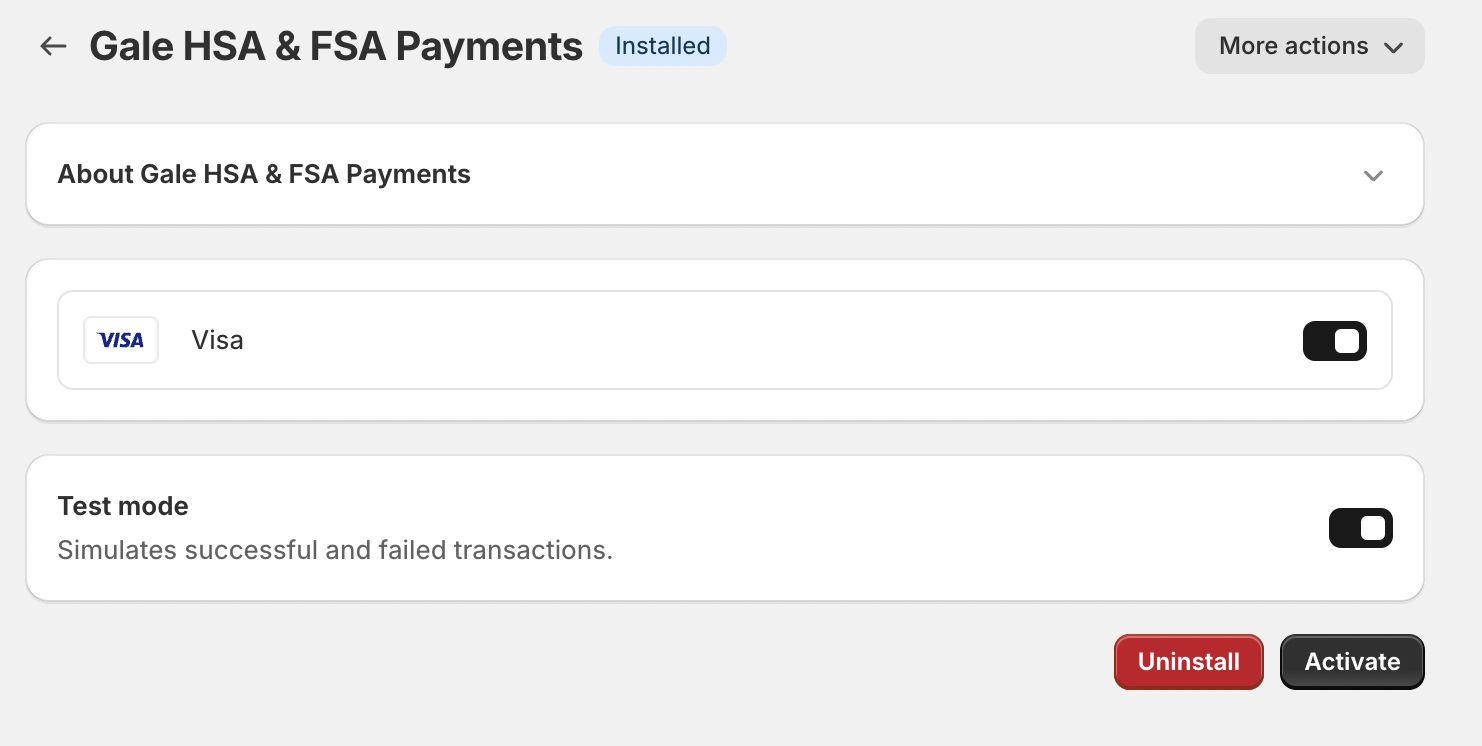 Gale HSA & FSA Payments Installed More actions
About Gale HSA & FSA Payments
VISA Visa
Test mode
Simulates successful and failed transactions.
Uninstall Activate